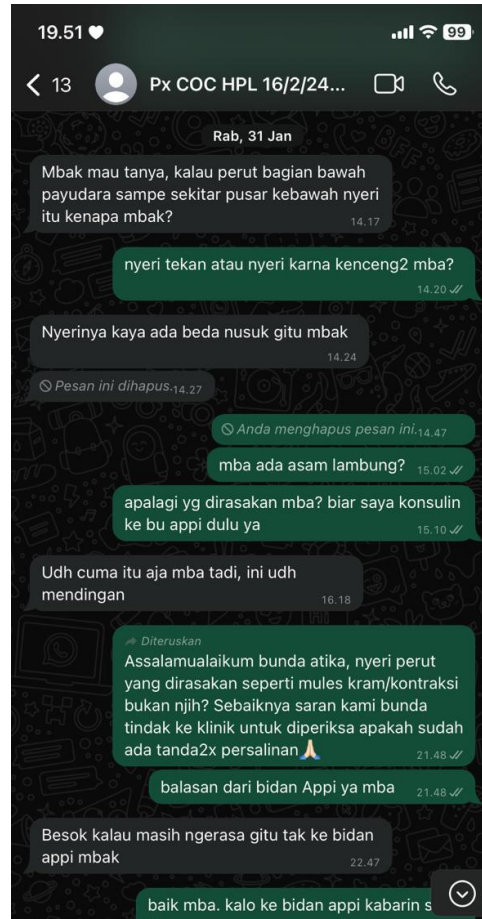 19.51
99
13
Px COC HPL 16/2/24...
Rab, 31 Jan
Mbak mau tanya, kalau perut bagian bawah
payudara sampe sekitar pusar kebawah nyeri
itu kenapa mbak?
14.17
nyeri tekan atau nyeri karna kenceng2 mba?
14.20
Nyerinya kaya ada beda nusuk gitu mbak
14.24
Pesan ini dihapus.
14.27
Anda menghapus pesan ini.
14.47
mba ada asam lambung?
15.02
apalagi yg dirasakan mba? biar saya konsulin
ke bu appi dulu ya
15.10
Udh cuma itu aja mba tadi, ini udh
mendingan
16.18
Diteruskan
Assalamualaikum bunda atika, nyeri perut
yang dirasakan seperti mules kram/kontraksi
bukan njih? Sebaiknya saran kami bunda
tindak ke klinik untuk diperiksa apakah sudah
ada tanda2x persalinan🙏🏻
21.48
balasan dari bidan Appi ya mba
21.48
Besok kalau masih ngerasa gitu tak ke bidan
appi mbak
22.47
baik mba. kalo ke bidan appi kabarin s